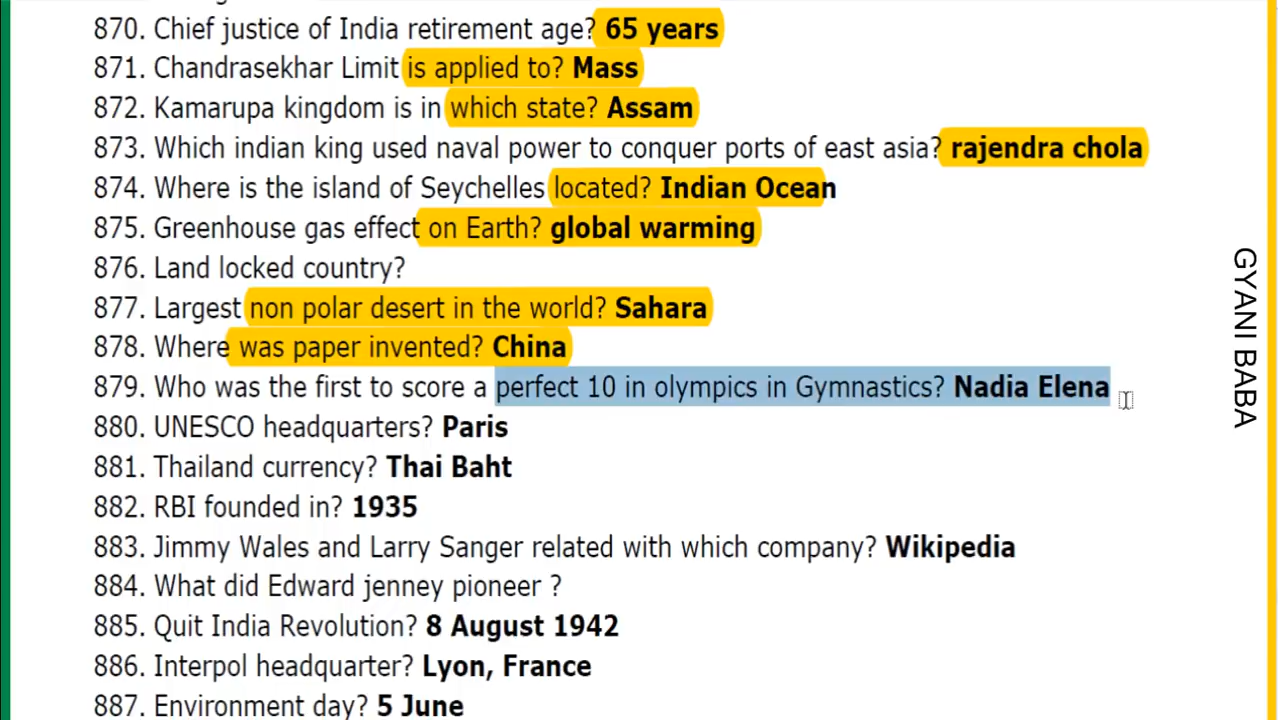 870. Chief justice of India retirement age? 65 years
871. Chandrasekhar Limit is applied to? Mass
872. Kamarupa kingdom is in which state? Assam
873. Which indian king used naval power to conquer ports of east asia? rajendra chola
874. Where is the island of Seychelles located? Indian Ocean
875. Greenhouse gas effect on Earth? global warming
876. Land locked country?
877. Largest non polar desert in the world? Sahara
878. Where was paper invented? China
879. Who was the first to score a perfect 10 in olympics in Gymnastics? Nadia Elena
880. UNESCO headquarters? Paris
881. Thailand currency? Thai Baht
882. RBI founded in? 1935
883. Jimmy Wales and Larry Sanger related with which company? Wikipedia
884. What did Edward jenney pioneer ?
885. Quit India Revolution? 8 August 1942
886. Interpol headquarter? Lyon, France
887. Environment day? 5 June
GYANI BABA